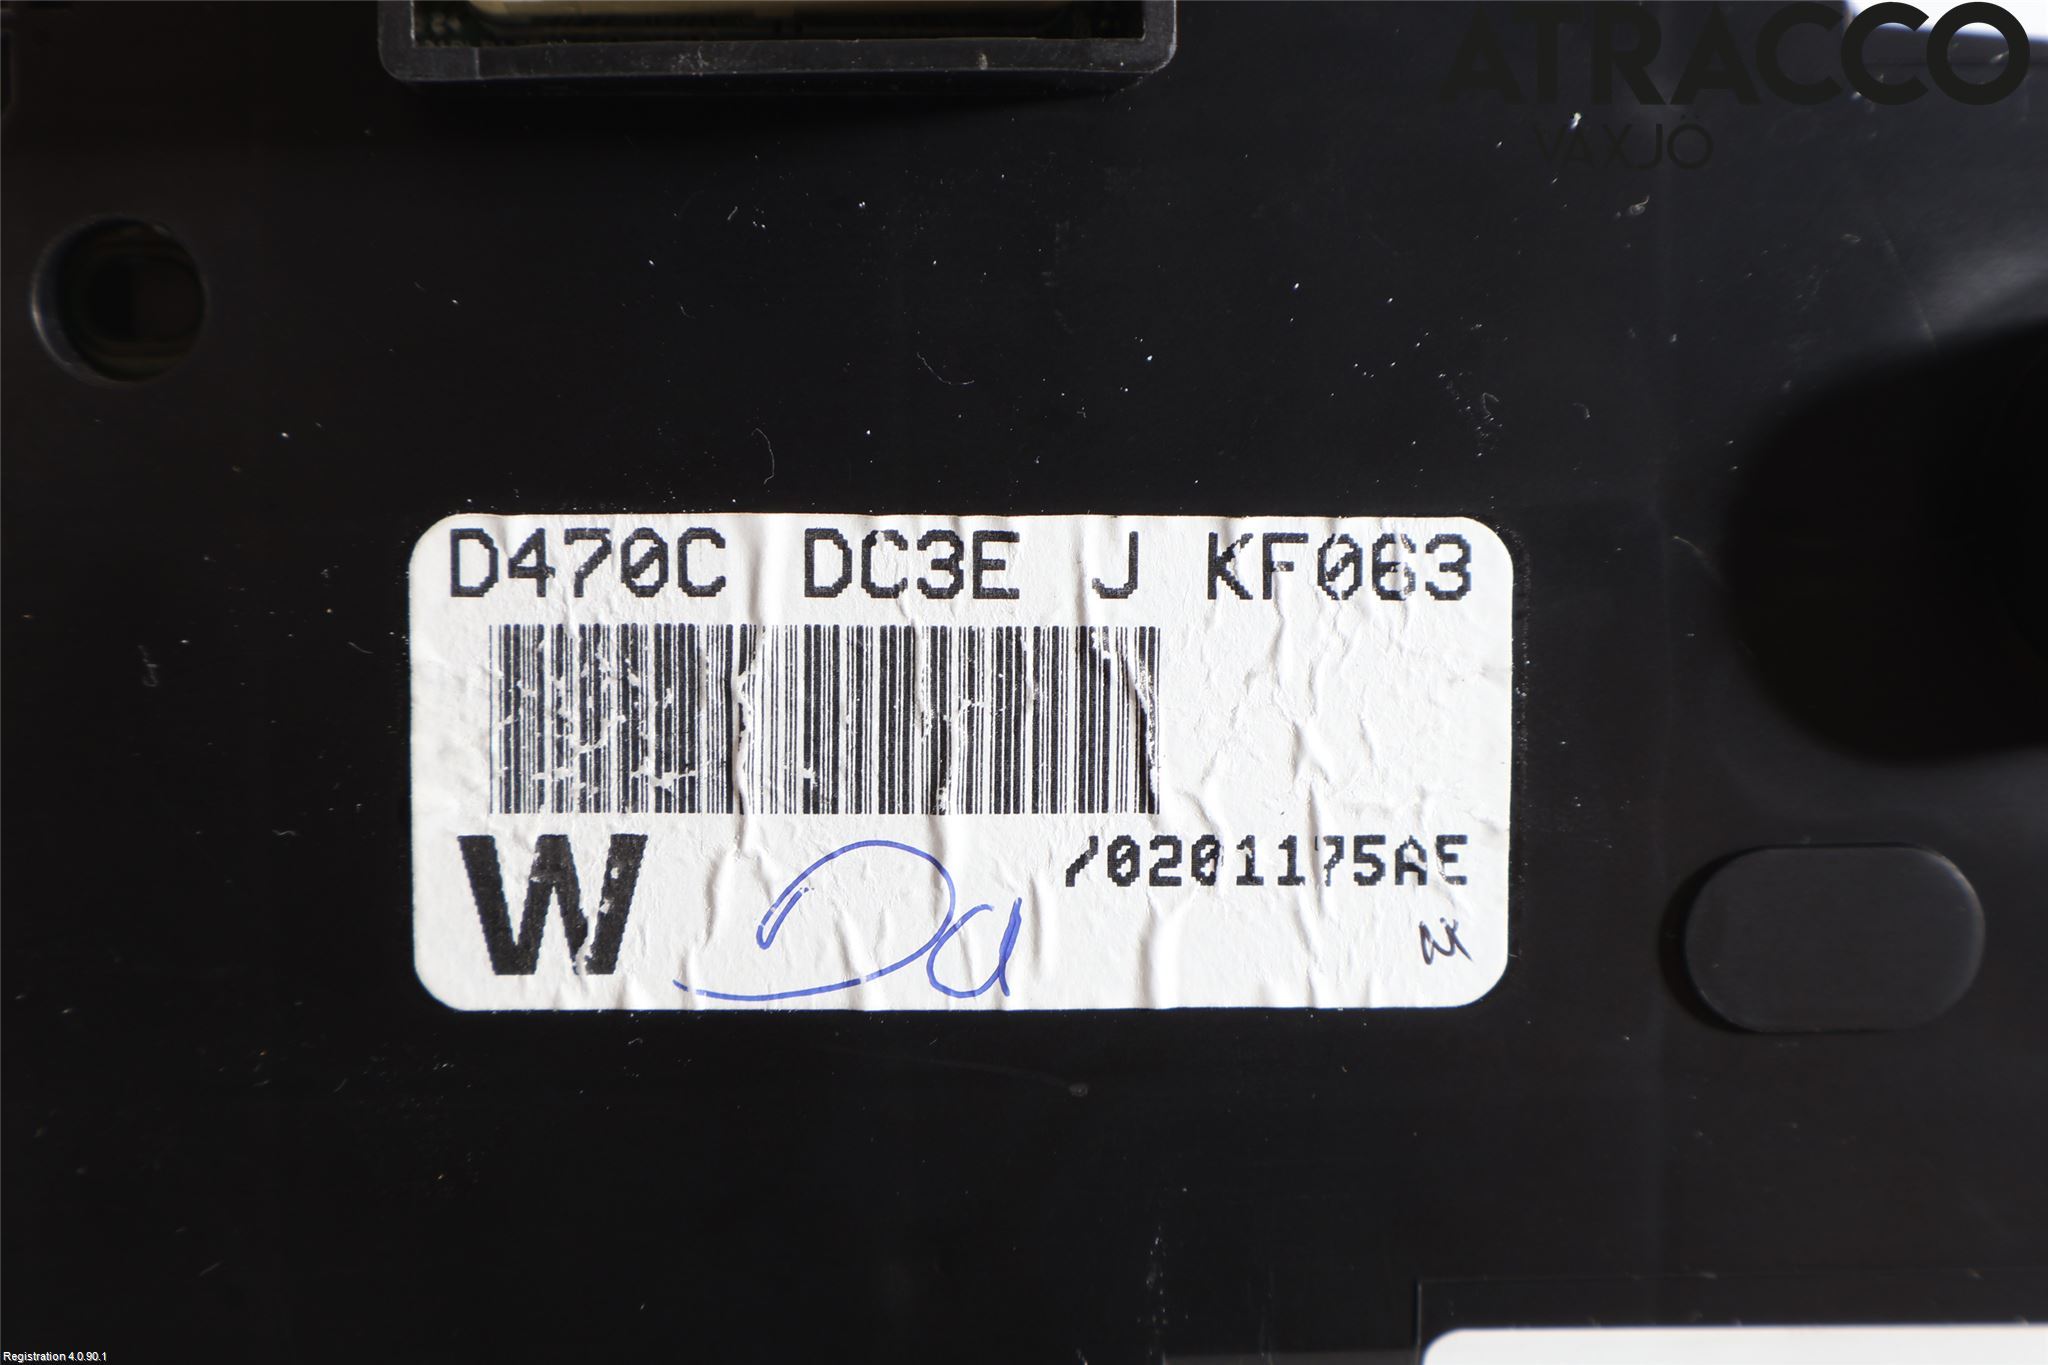 ATRACCO
VÄXJÖ
D470C DC3E J KF063
W
/0201175AE
Registration 4.0.90.1